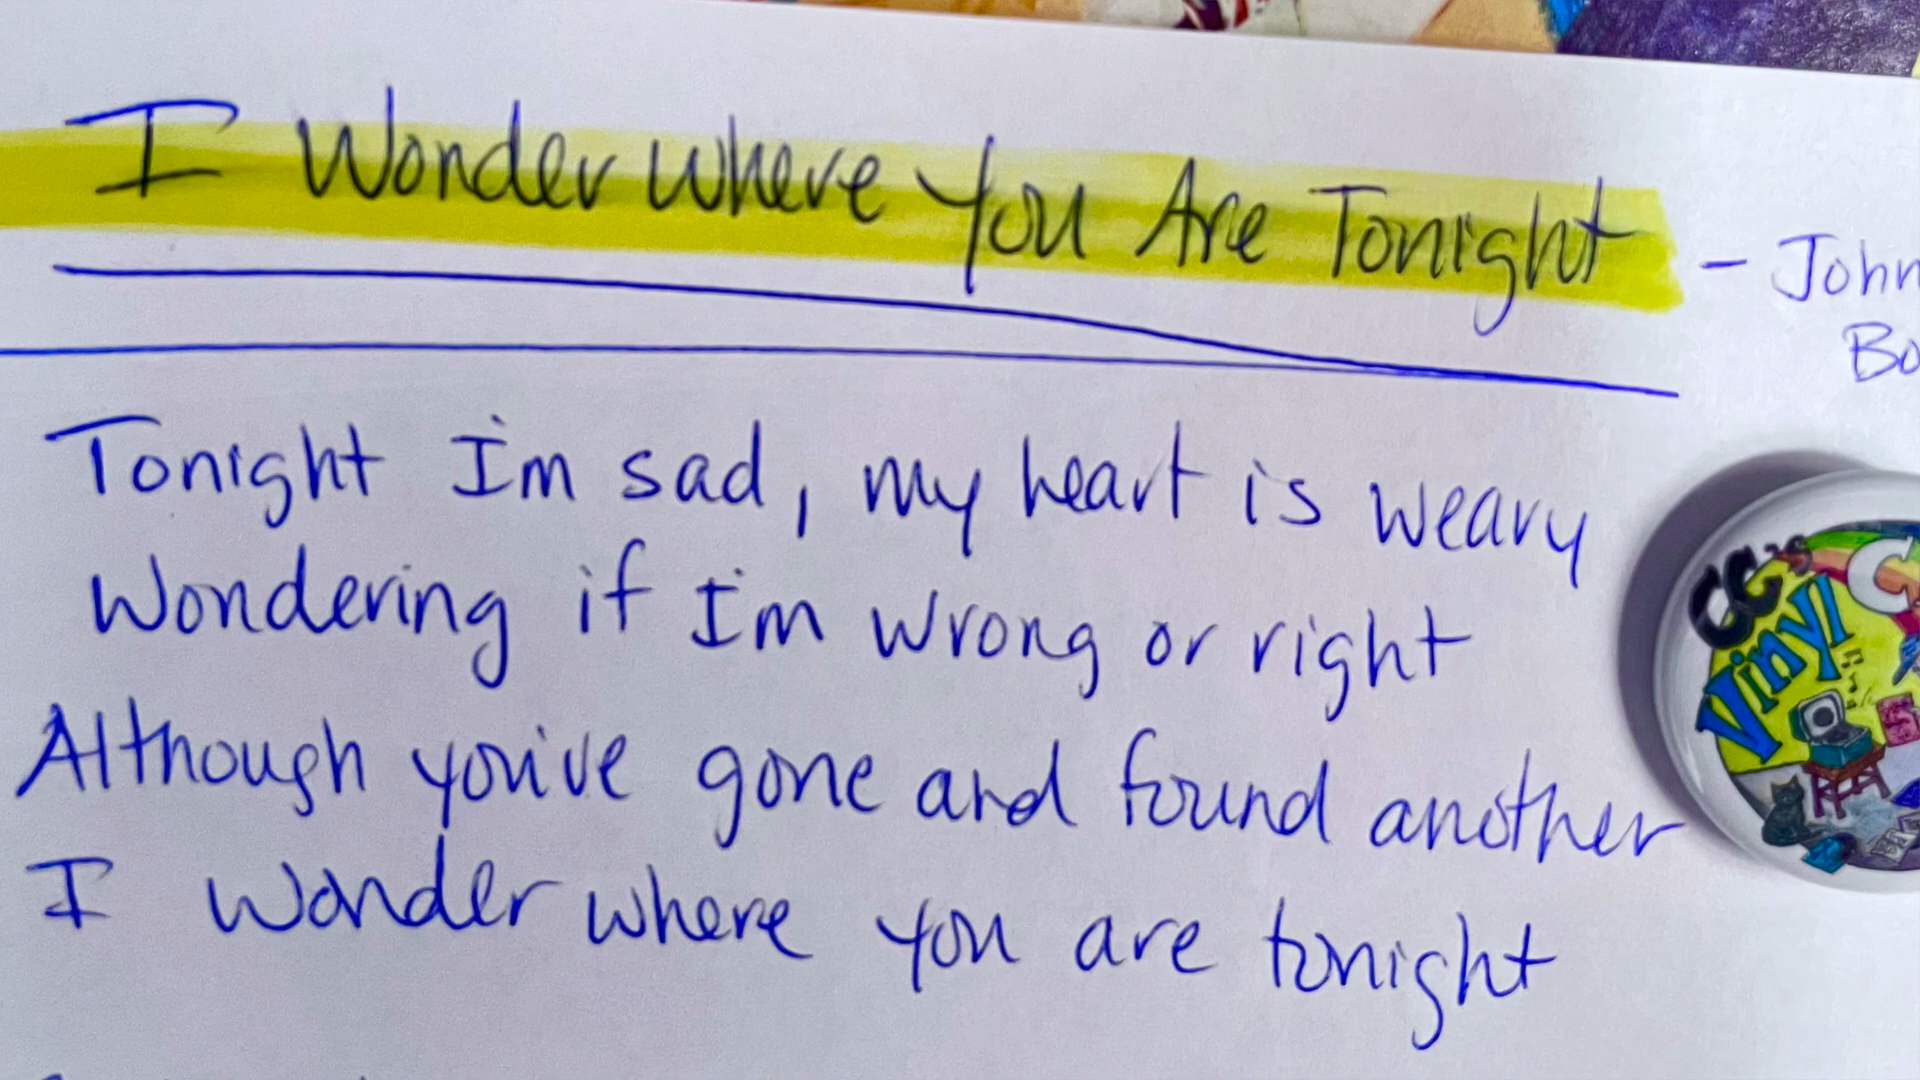 I Wonder Where You Are Tonight
- John
Bo
Tonight I'm sad, my heart is weary
Wondering if I'm wrong or right
Although you've gone and found another
I wonder where you are tonight
CC's
Vinyl